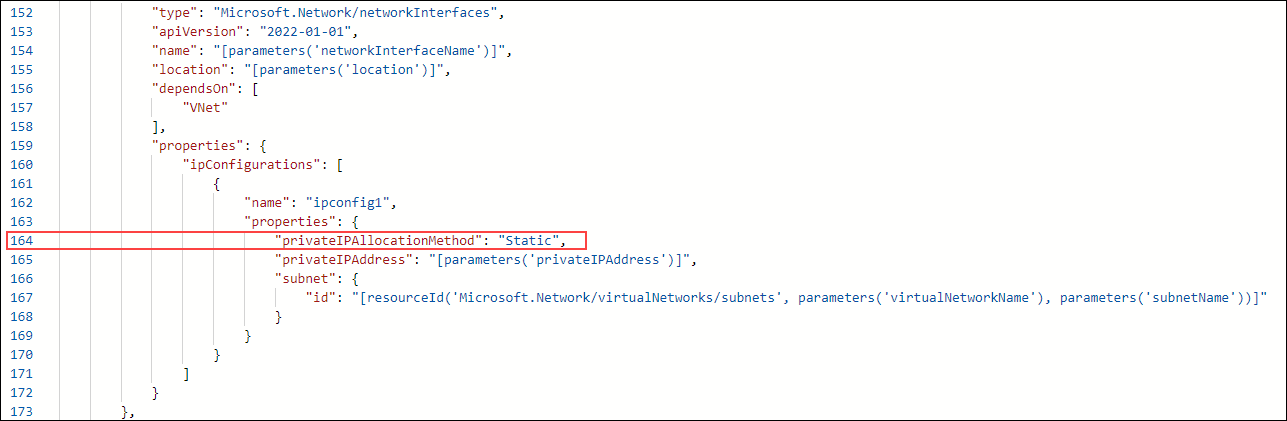 152 "type": "Microsoft.Network/networkInterfaces",
153 "apiVersion": "2022-01-01",
154 "name": "[parameters('networkInterfaceName')]",
155 "location": "[parameters('location')]",
156 "dependsOn": [
157 "VNet"
158 ],
159 "properties": {
160 "ipConfigurations": [
161 {
162 "name": "ipconfig1",
163 "properties": {
164 "privateIPAllocationMethod": "Static",
165 "privateIPAddress": "[parameters('privateIPAddress')]",
166 "subnet": {
167 "id": "[resourceId('Microsoft.Network/virtualNetworks/subnets', parameters('virtualNetworkName'), parameters('subnetName'))]"
168 }
169 }
170 }
171 ]
172 }
173 },